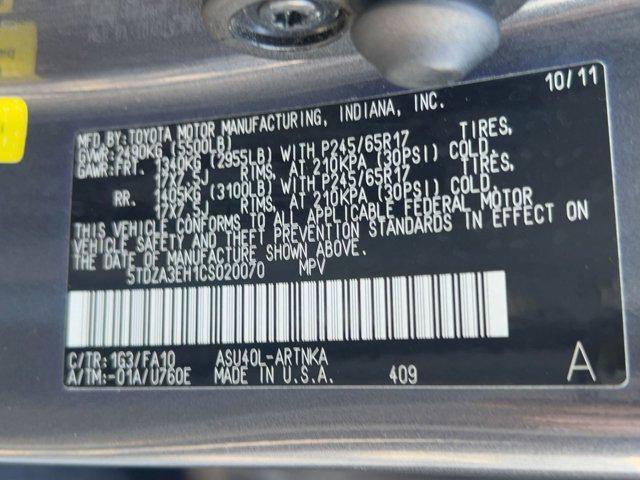 10/11
MFD.BY:TOYOTA MOTOR MANUFACTURING, INDIANA, INC.
GVWR:2490KG (5500LB)
GAWR:FRT. 1340KG (2955LB) WITH P245/65R17 TIRES,
17X7.5J RIMS, AT 210KPA (30PSI) COLD.
RR. 1405KG (3100LB) WITH P245/65R17 TIRES,
17X7.5J RIMS, AT 210KPA (30PSI) COLD.
THIS VEHICLE CONFORMS TO ALL APPLICABLE FEDERAL MOTOR
VEHICLE SAFETY AND THEFT PREVENTION STANDARDS IN EFFECT ON
THE DATE OF MANUFACTURE SHOWN ABOVE.
5TDZA3EH1CS020070 MPV
C/TR:1G3/FA10 ASU40L-ARTNKA
A/TM:-01A/U760E MADE IN U.S.A. 409 A